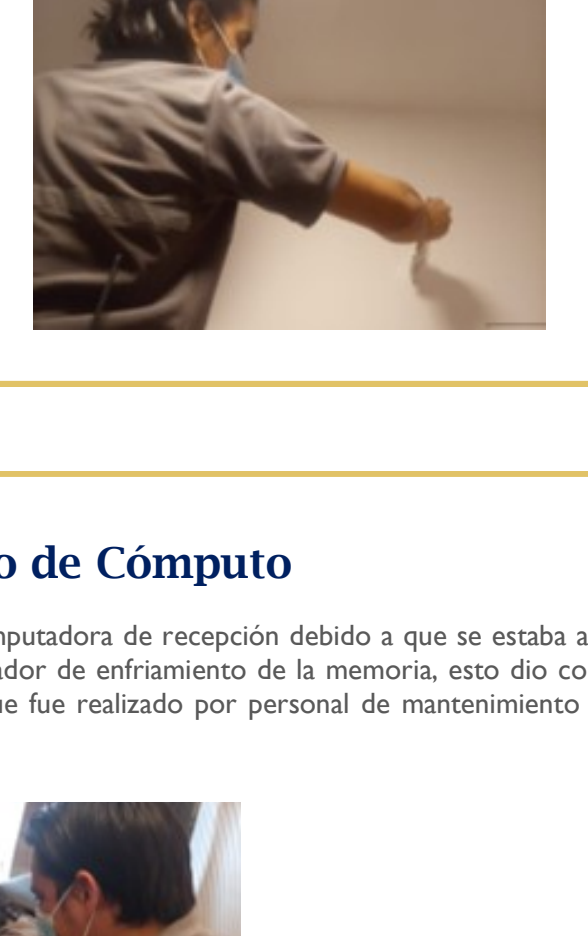 o de Cómputo
mputadora de recepción debido a que se estaba a
ador de enfriamiento de la memoria, esto dio co
ue fue realizado por personal de mantenimiento